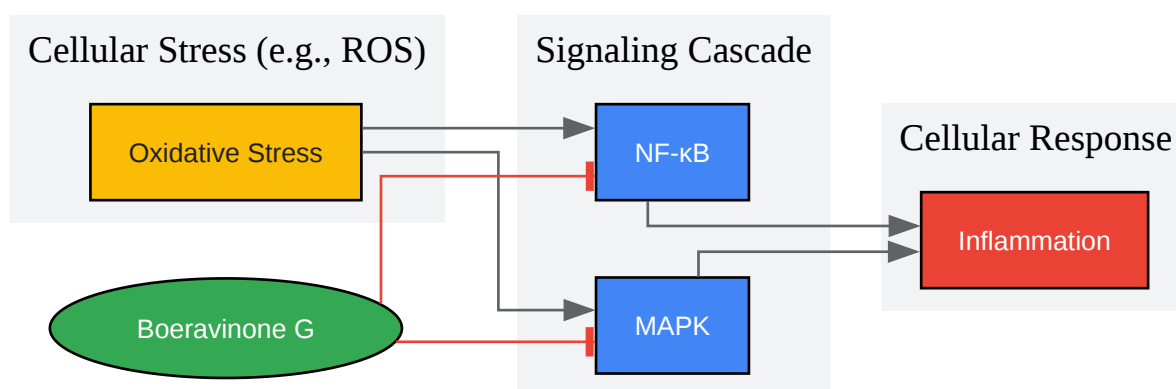 Cellular Stress (e.g., ROS)
Oxidative Stress
Boeravinone G
Signaling Cascade
NF-κB
MAPK
Cellular Response
Inflammation